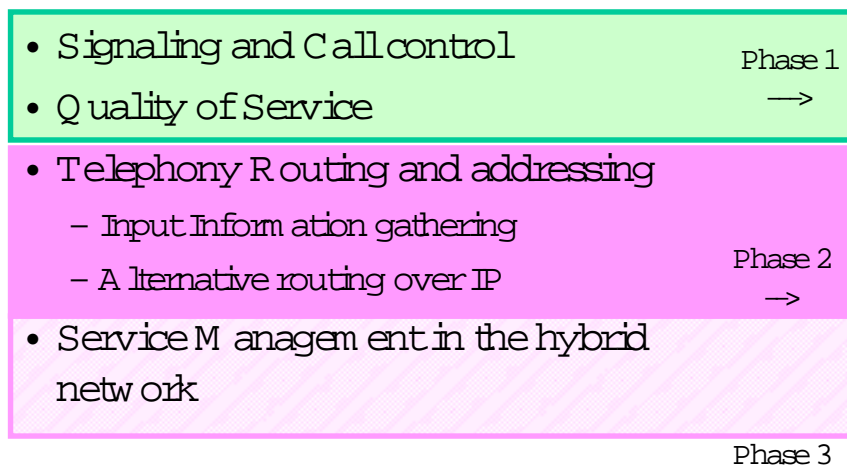 • Signaling and Call control
Phase 1
--->
• Quality of Service
• Telephony Routing and addressing
– Input Information gathering
– Alternative routing over IP
Phase 2
-->
• Service Management in the hybrid
network
Phase 3